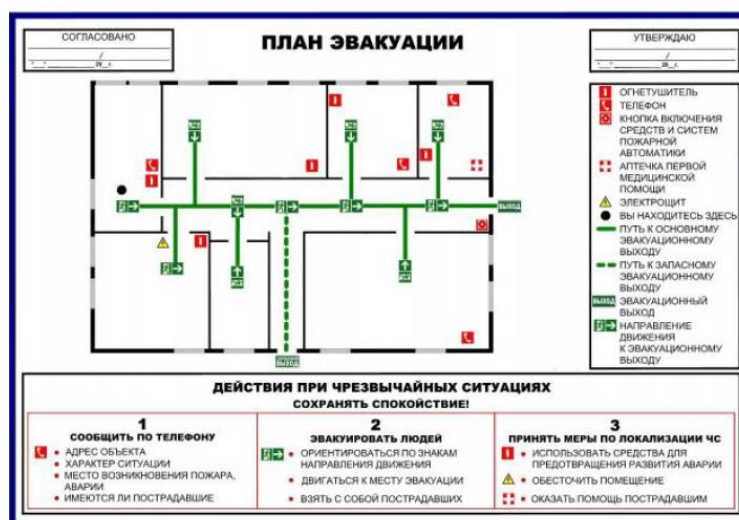 СОГЛАСОВАНО
ПЛАН ЭВАКУАЦИИ
УТВЕРЖДАЮ
ВЫХОД
ВЫХОД
ОГНЕТУШИТЕЛЬ
ТЕЛЕФОН
КНОПКА ВКЛЮЧЕНИЯ
СРЕДСТВ И СИСТЕМ
ПОЖАРНОЙ
АВТОМАТИКИ
АПТЕЧКА ПЕРВОЙ
МЕДИЦИНСКОЙ
ПОМОЩИ
ЭЛЕКТРОЩИТ
ВЫ НАХОДИТЕСЬ ЗДЕСЬ
ПУТЬ К ОСНОВНОМУ
ЭВАКУАЦИОННОМУ
ВЫХОДУ
ПУТЬ К ЗАПАСНОМУ
ЭВАКУАЦИОННОМУ
ВЫХОДУ
ВЫХОД ЭВАКУАЦИОННЫЙ
ВЫХОД
НАПРАВЛЕНИЕ
ДВИЖЕНИЯ
К ЭВАКУАЦИОННОМУ
ВЫХОДУ
ДЕЙСТВИЯ ПРИ ЧРЕЗВЫЧАЙНЫХ СИТУАЦИЯХ
СОХРАНЯТЬ СПОКОЙСТВИЕ!
1
СООБЩИТЬ ПО ТЕЛЕФОНУ
• АДРЕС ОБЪЕКТА
• ХАРАКТЕР СИТУАЦИИ
• МЕСТО ВОЗНИКНОВЕНИЯ ПОЖАРА,
АВАРИИ
• ИМЕЮТСЯ ЛИ ПОСТРАДАВШИЕ
2
ЭВАКУИРОВАТЬ ЛЮДЕЙ
• ОРИЕНТИРОВАТЬСЯ ПО ЗНАКАМ
НАПРАВЛЕНИЯ ДВИЖЕНИЯ
• ДВИГАТЬСЯ К МЕСТУ ЭВАКУАЦИИ
• ВЗЯТЬ С СОБОЙ ПОСТРАДАВШИХ
3
ПРИНЯТЬ МЕРЫ ПО ЛОКАЛИЗАЦИИ ЧС
• ИСПОЛЬЗОВАТЬ СРЕДСТВА ДЛЯ
ПРЕДОТВРАЩЕНИЯ РАЗВИТИЯ АВАРИИ
• ОБЕСТОЧИТЬ ПОМЕЩЕНИЕ
• ОКАЗАТЬ ПОМОЩЬ ПОСТРАДАВШИМ